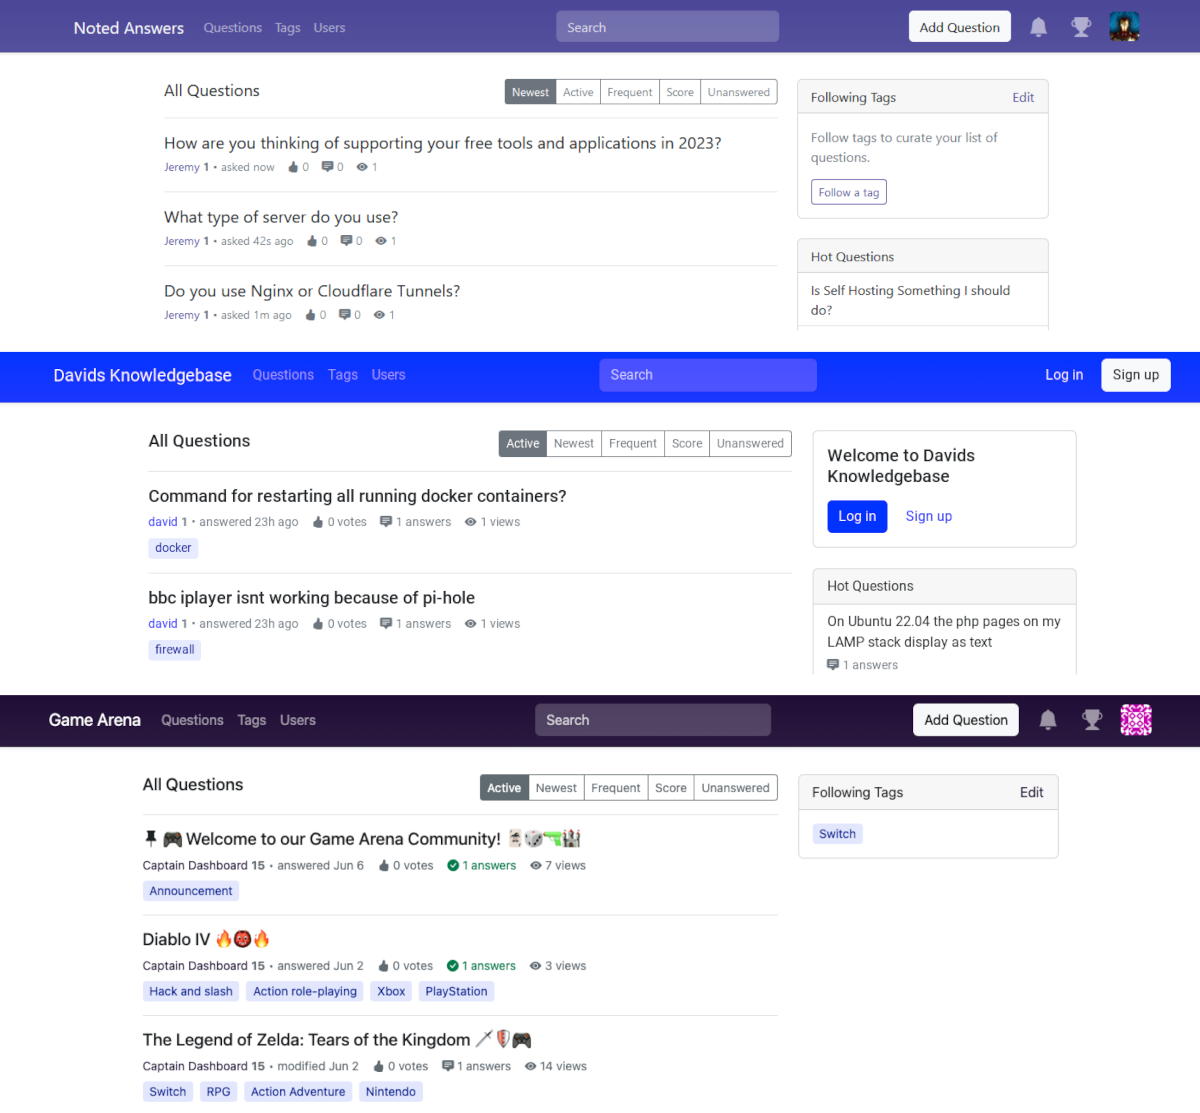 Noted Answers Questions Tags Users Search Add Question
All Questions Newest Active Frequent Score Unanswered
How are you thinking of supporting your free tools and applications in 2023?
Jeremy 1 • asked now 0 0 1
What type of server do you use?
Jeremy 1 • asked 42s ago 0 0 1
Do you use Nginx or Cloudflare Tunnels?
Jeremy 1 • asked 1m ago 0 0 1
Following Tags Edit
Follow tags to curate your list of
questions.
Follow a tag
Hot Questions
Is Self Hosting Something I should
do?
Davids Knowledgebase Questions Tags Users Search Log in Sign up
All Questions Active Newest Frequent Score Unanswered
Command for restarting all running docker containers?
david 1 • answered 23h ago 0 votes 1 answers 1 views
docker
bbc iplayer isnt working because of pi-hole
david 1 • answered 23h ago 0 votes 1 answers 1 views
firewall
Welcome to Davids
Knowledgebase
Log in Sign up
Hot Questions
On Ubuntu 22.04 the php pages on my
LAMP stack display as text
1 answers
Game Arena Questions Tags Users Search Add Question
All Questions Active Newest Frequent Score Unanswered
Welcome to our Game Arena Community!
Captain Dashboard 15 • answered Jun 6 0 votes 1 answers 7 views
Announcement
Diablo IV
Captain Dashboard 15 • answered Jun 2 0 votes 1 answers 3 views
Hack and slash Action role-playing Xbox PlayStation
The Legend of Zelda: Tears of the Kingdom
Captain Dashboard 15 • modified Jun 2 0 votes 1 answers 14 views
Switch RPG Action Adventure Nintendo
Following Tags Edit
Switch